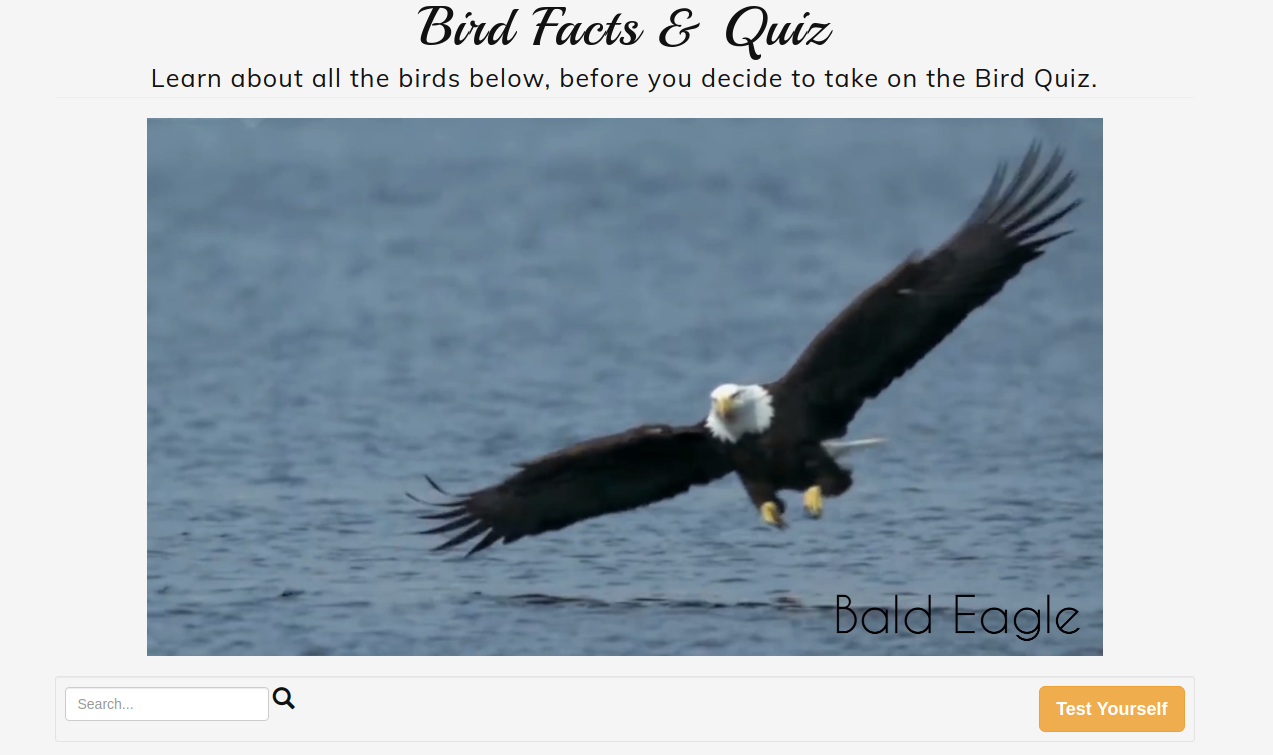 Bird Facts & Quiz
Learn about all the birds below, before you decide to take on the Bird Quiz.
Bald Eagle
Search...
Test Yourself